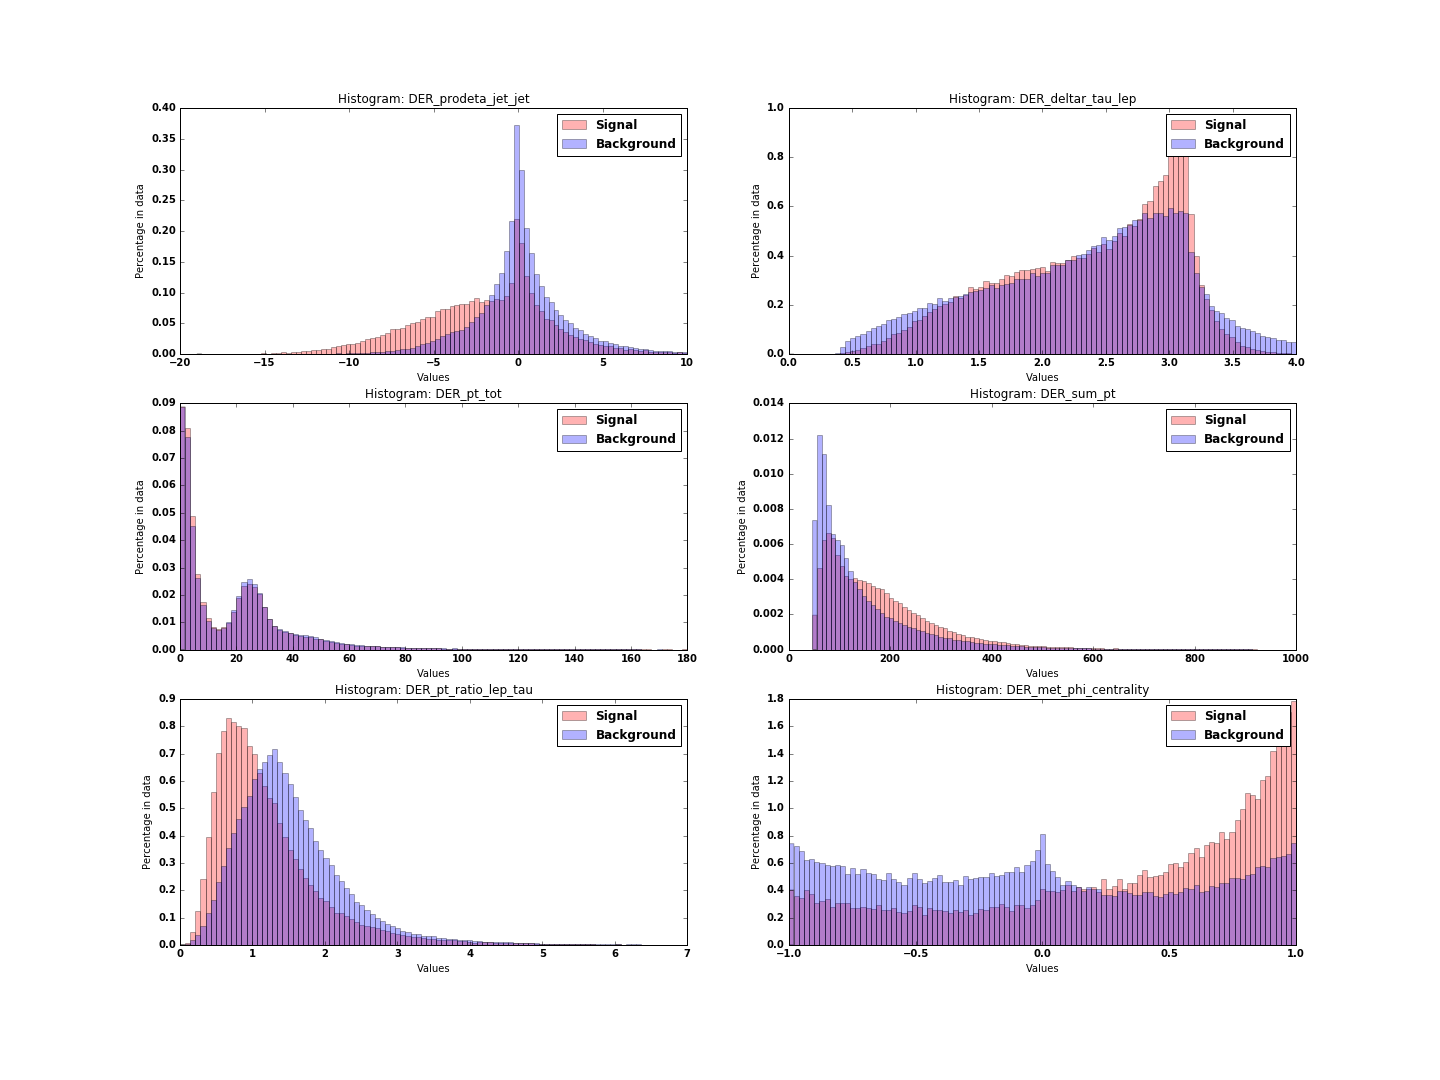 Histogram: DER_prodeta_jet_jet
0.40
0.35
0.30
0.25
0.20
0.15
0.10
0.05
0.00
Percentage in data
Signal
Background
−20 −15 −10 −5 0 5 10
Values
Histogram: DER_deltar_tau_lep
1.0
0.8
0.6
0.4
0.2
0.0
Percentage in data
Signal
Background
0.0 0.5 1.0 1.5 2.0 2.5 3.0 3.5 4.0
Values
Histogram: DER_pt_tot
0.09
0.08
0.07
0.06
0.05
0.04
0.03
0.02
0.01
0.00
Percentage in data
Signal
Background
0 20 40 60 80 100 120 140 160 180
Values
Histogram: DER_sum_pt
0.014
0.012
0.010
0.008
0.006
0.004
0.002
0.000
Percentage in data
Signal
Background
0 200 400 600 800 1000
Values
Histogram: DER_pt_ratio_lep_tau
0.9
0.8
0.7
0.6
0.5
0.4
0.3
0.2
0.1
0.0
Percentage in data
Signal
Background
0 1 2 3 4 5 6 7
Values
Histogram: DER_met_phi_centrality
1.8
1.6
1.4
1.2
1.0
0.8
0.6
0.4
0.2
0.0
Percentage in data
Signal
Background
−1.0 −0.5 0.0 0.5 1.0
Values